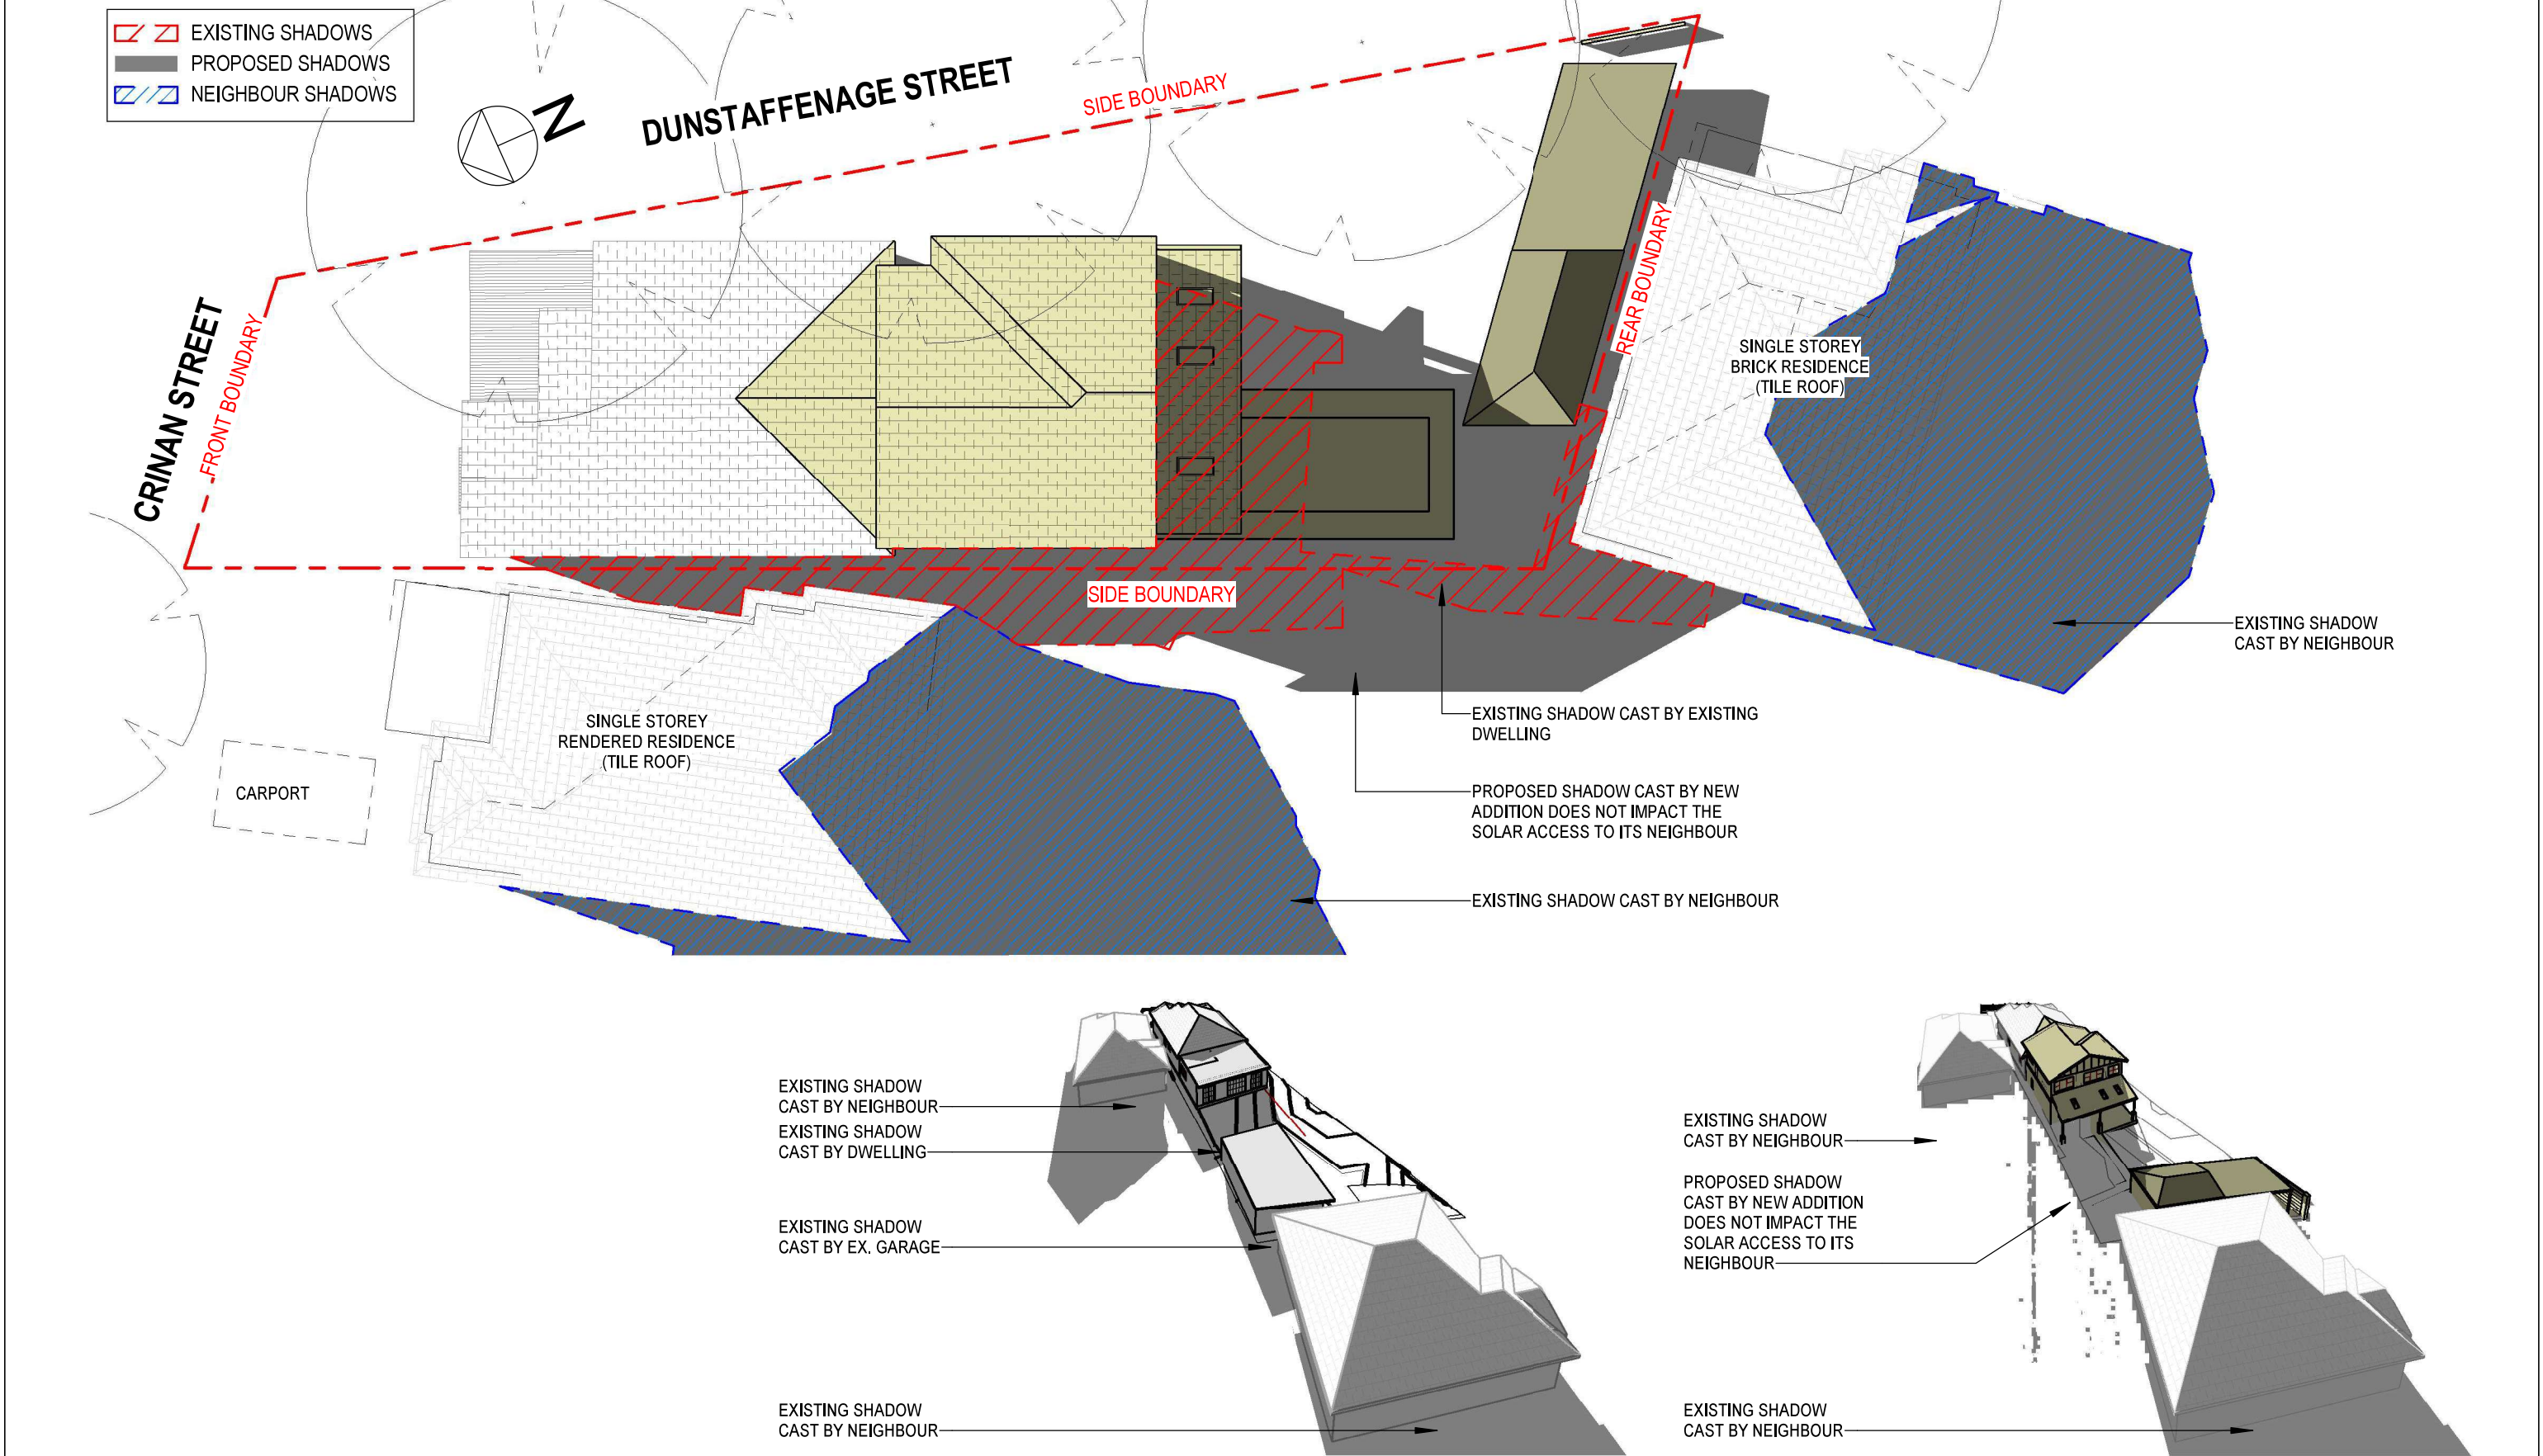 EXISTING SHADOWS
PROPOSED SHADOWS
NEIGHBOUR SHADOWS
N
DUNSTAFFENAGE STREET
SIDE BOUNDARY
CRINAN STREET
FRONT BOUNDARY
REAR BOUNDARY
SINGLE STOREY
BRICK RESIDENCE
(TILE ROOF)
SIDE BOUNDARY
EXISTING SHADOW
CAST BY NEIGHBOUR
SINGLE STOREY
RENDERED RESIDENCE
(TILE ROOF)
CARPORT
EXISTING SHADOW CAST BY EXISTING
DWELLING
PROPOSED SHADOW CAST BY NEW
ADDITION DOES NOT IMPACT THE
SOLAR ACCESS TO ITS NEIGHBOUR
EXISTING SHADOW CAST BY NEIGHBOUR
EXISTING SHADOW
CAST BY NEIGHBOUR
EXISTING SHADOW
CAST BY DWELLING
EXISTING SHADOW
CAST BY EX. GARAGE
EXISTING SHADOW
CAST BY NEIGHBOUR
EXISTING SHADOW
CAST BY NEIGHBOUR
PROPOSED SHADOW
CAST BY NEW ADDITION
DOES NOT IMPACT THE
SOLAR ACCESS TO ITS
NEIGHBOUR
EXISTING SHADOW
CAST BY NEIGHBOUR